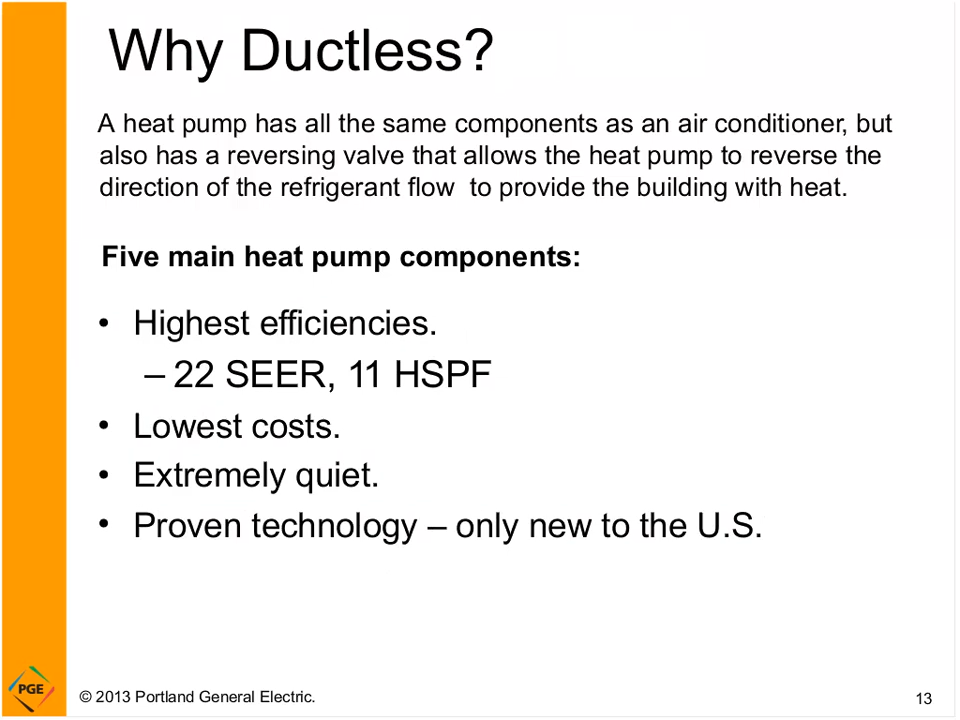 Why Ductless?
A heat pump has all the same components as an air conditioner, but
also has a reversing valve that allows the heat pump to reverse the
direction of the refrigerant flow  to provide the building with heat.
Five main heat pump components:
• Highest efficiencies.
– 22 SEER, 11 HSPF
• Lowest costs.
• Extremely quiet.
• Proven technology – only new to the U.S.
PGE
© 2013 Portland General Electric.
13